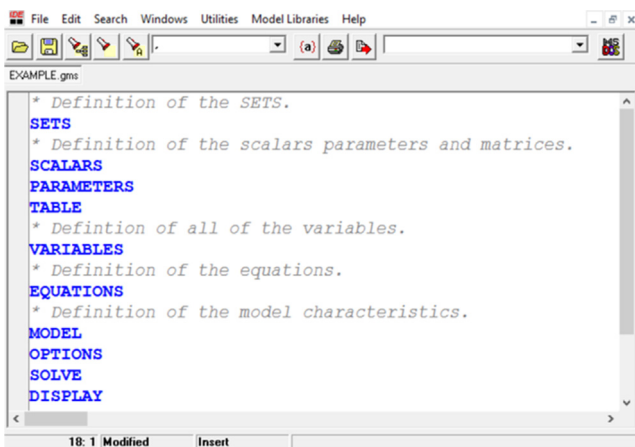 IDE File Edit Search Windows Utilities Model Libraries Help
{a}
EXAMPLE.gms
* Definition of the SETS.
SETS
* Definition of the scalars parameters and matrices.
SCALARS
PARAMETERS
TABLE
* Defintion of all of the variables.
VARIABLES
* Definition of the equations.
EQUATIONS
* Definition of the model characteristics.
MODEL
OPTIONS
SOLVE
DISPLAY
18: 1 Modified Insert